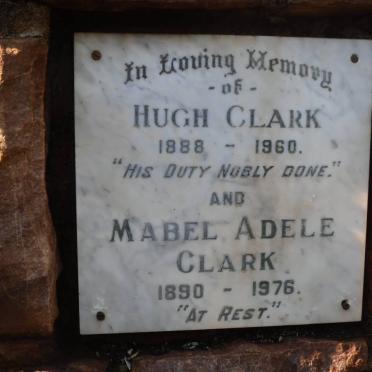 In Loving Memory
- of -
HUGH CLARK
1888 - 1960.
"HIS DUTY NOBLY DONE."
AND
MABEL ADELE
CLARK
1890 - 1976.
"AT REST."